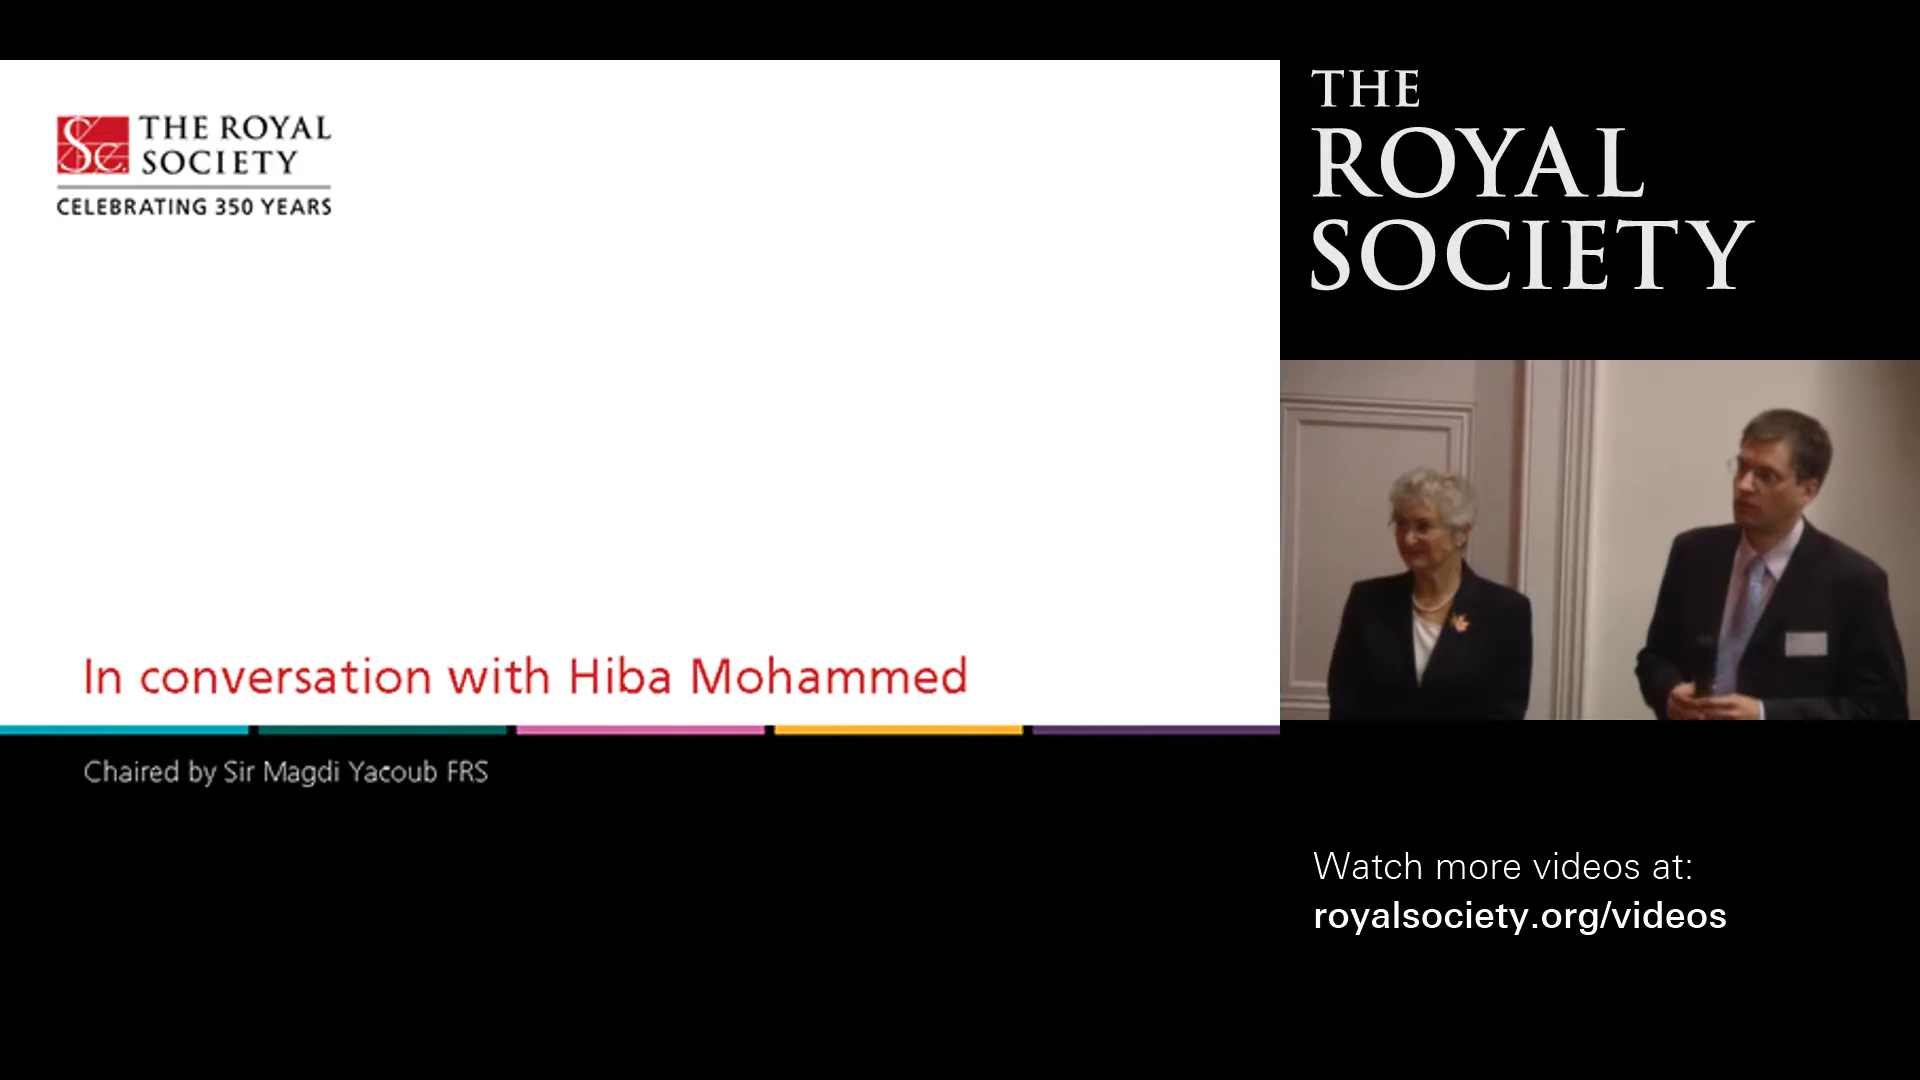 THE ROYAL
SOCIETY
CELEBRATING 350 YEARS
In conversation with Hiba Mohammed
Chaired by Sir Magdi Yacoub FRS
THE
ROYAL
SOCIETY
Watch more videos at:
royalsociety.org/videos